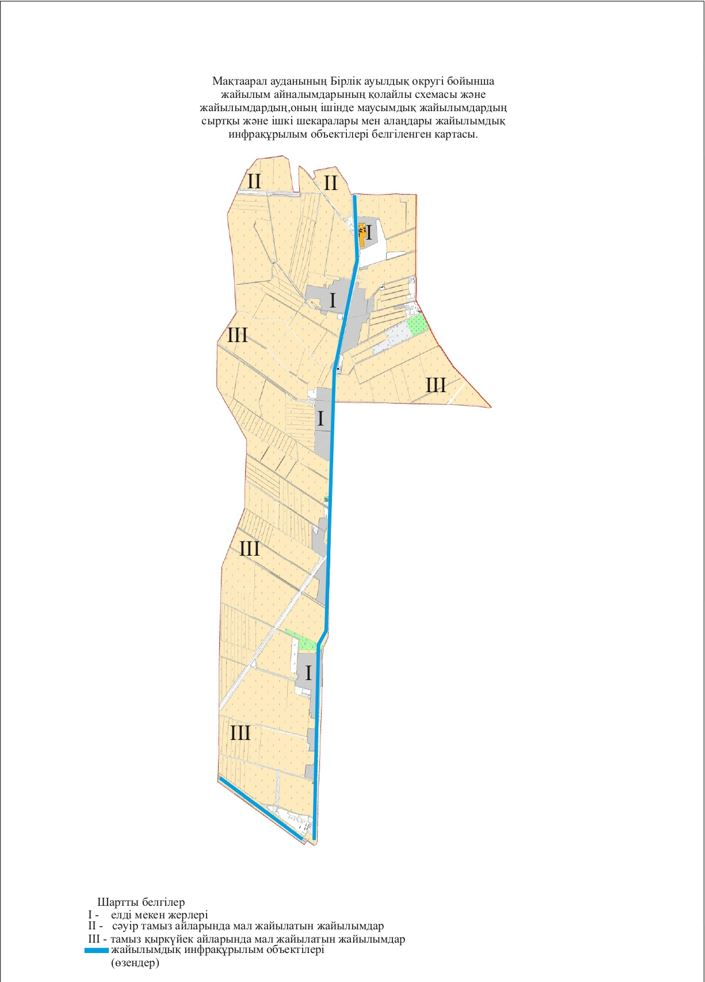 Мақтаарал ауданының Бірлік ауылдық округі бойынша
жайылым айналымдарының қолайлы схемасы және
жайылымдардың,оның ішінде маусымдық жайылымдардың
сыртқы және ішкі шекаралары мен алаңдары жайылымдық
инфрақұрылым объектілері белгіленген картасы.
II
II
I
I
III
III
I
III
I
III
Шартты белгілер
I - елді мекен жерлері
II - сәуір тамыз айларында мал жайылатын жайылымдар
III - тамыз қыркүйек айларында мал жайылатын жайылымдар
жайылымдық инфрақұрылым объектілері
(өзендер)